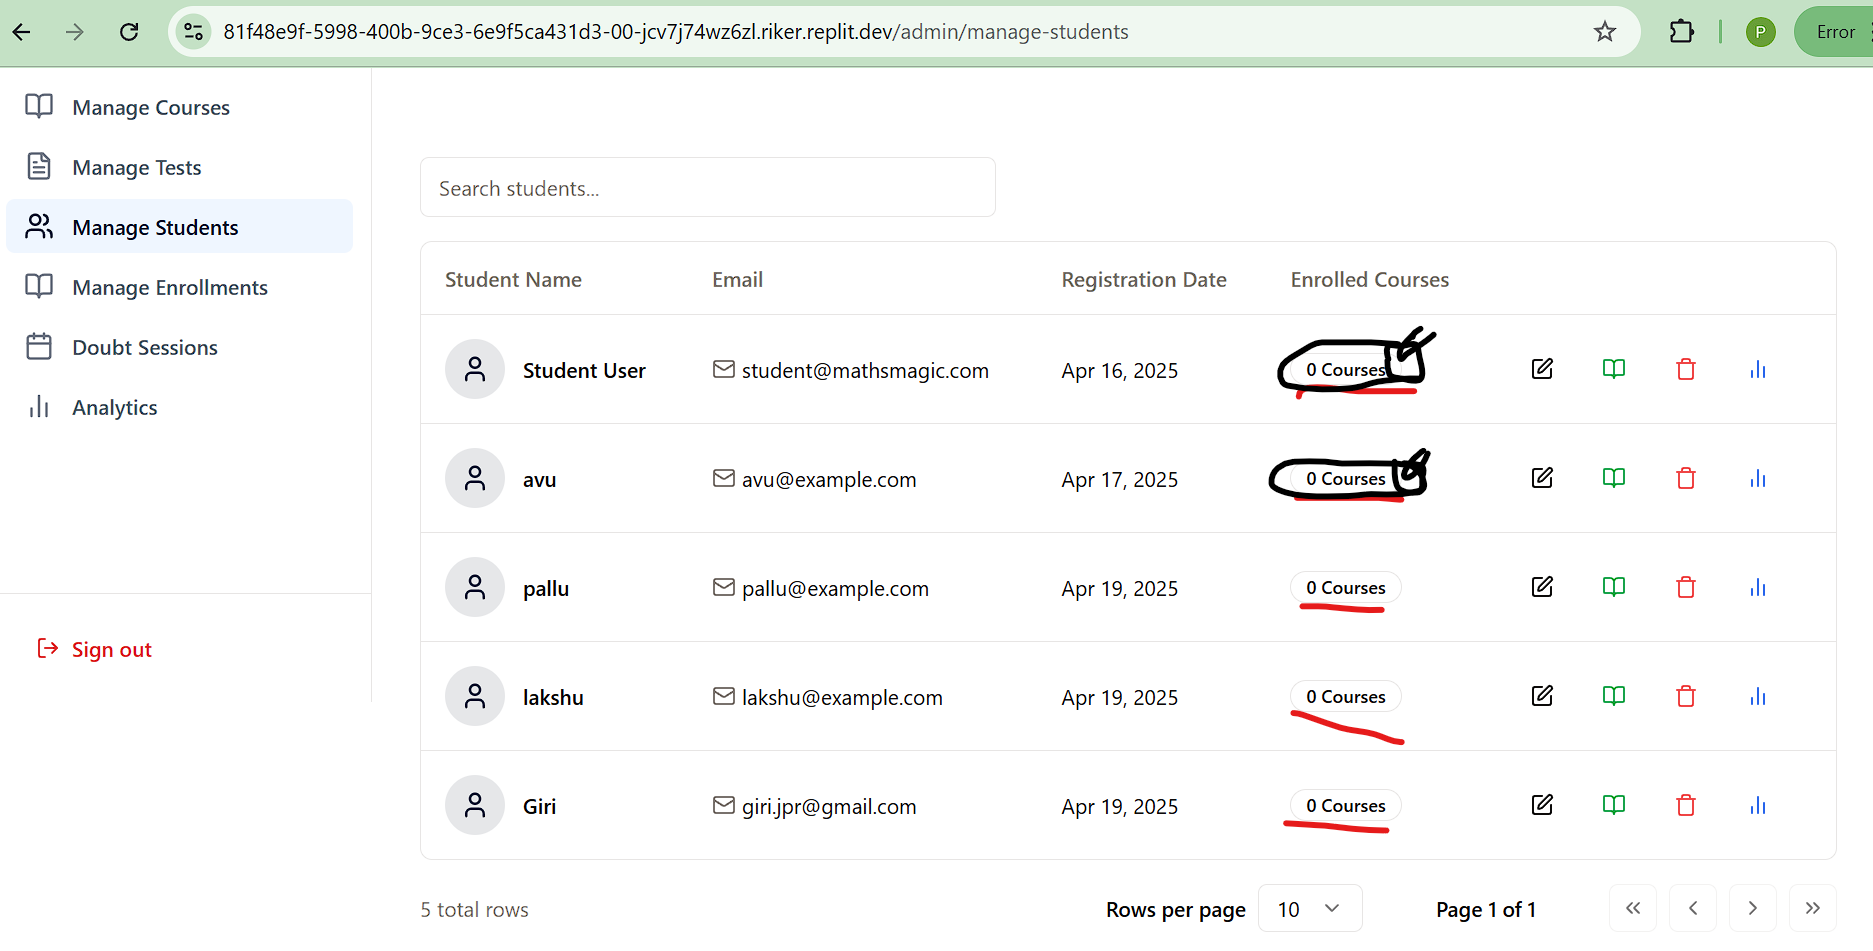 81f48e9f-5998-400b-9ce3-6e9f5ca431d3-00-jcv7j74wz6zl.riker.replit.dev/admin/manage-students
P
Error
Manage Courses
Manage Tests
Manage Students
Manage Enrollments
Doubt Sessions
Analytics
Sign out
Search students...
Student Name Email Registration Date Enrolled Courses
Student User student@mathsmagic.com Apr 16, 2025 0 Courses
avu avu@example.com Apr 17, 2025 0 Courses
pallu pallu@example.com Apr 19, 2025 0 Courses
lakshu lakshu@example.com Apr 19, 2025 0 Courses
Giri giri.jpr@gmail.com Apr 19, 2025 0 Courses
5 total rows Rows per page 10 Page 1 of 1